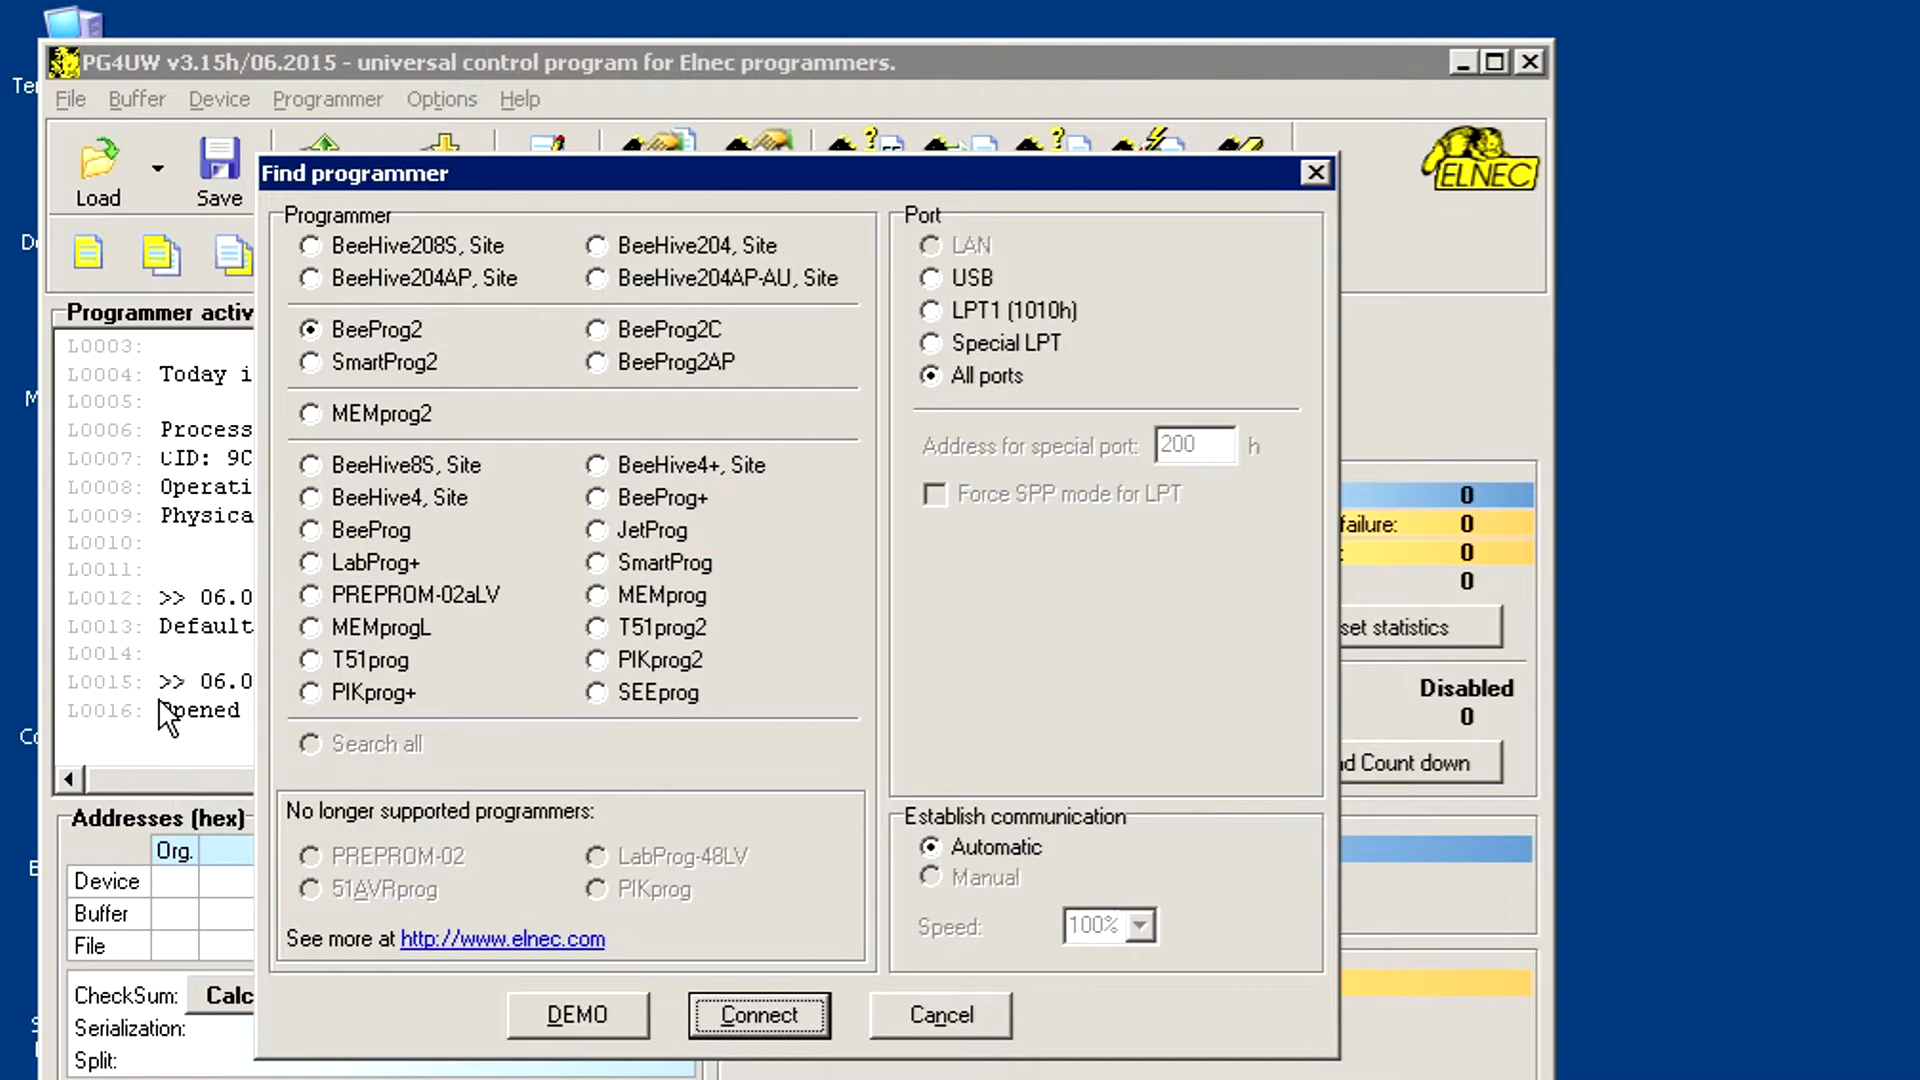 PG4UW v3.15h/06.2015 - universal control program for Elnec programmers.
File Buffer Device Programmer Options Help
Load
Save
ELNEC
Find programmer
Programmer
BeeHive208S, Site
BeeHive204, Site
BeeHive204AP, Site
BeeHive204AP-AU, Site
BeeProg2
BeeProg2C
SmartProg2
BeeProg2AP
MEMprog2
BeeHive8S, Site
BeeHive4+, Site
BeeHive4, Site
BeeProg+
BeeProg
JetProg
LabProg+
SmartProg
PREPROM-02aLV
MEMprog
MEMprogL
T51prog2
T51prog
PIKprog2
PIKprog+
SEEprog
Search all
No longer supported programmers:
PREPROM-02
LabProg-48LV
51AVRprog
PIKprog
See more at http://www.elnec.com
Port
LAN
USB
LPT1 (1010h)
Special LPT
All ports
Address for special port: 200 h
Force SPP mode for LPT
Establish communication
Automatic
Manual
Speed: 100%
DEMO
Connect
Cancel
Programmer activ
L0003:
L0004: Today i
L0005:
L0006: Process
L0007: CID: 9C
L0008: Operati
L0009: Physica
L0010:
L0011:
L0012: >> 06.0
L0013: Default
L0014:
L0015: >> 06.0
L0016: Opened
Addresses (hex)
Org.
Device
Buffer
File
CheckSum: Calc
Serialization:
Split:
0
failure: 0
: 0
0
set statistics
Disabled
0
d Count down